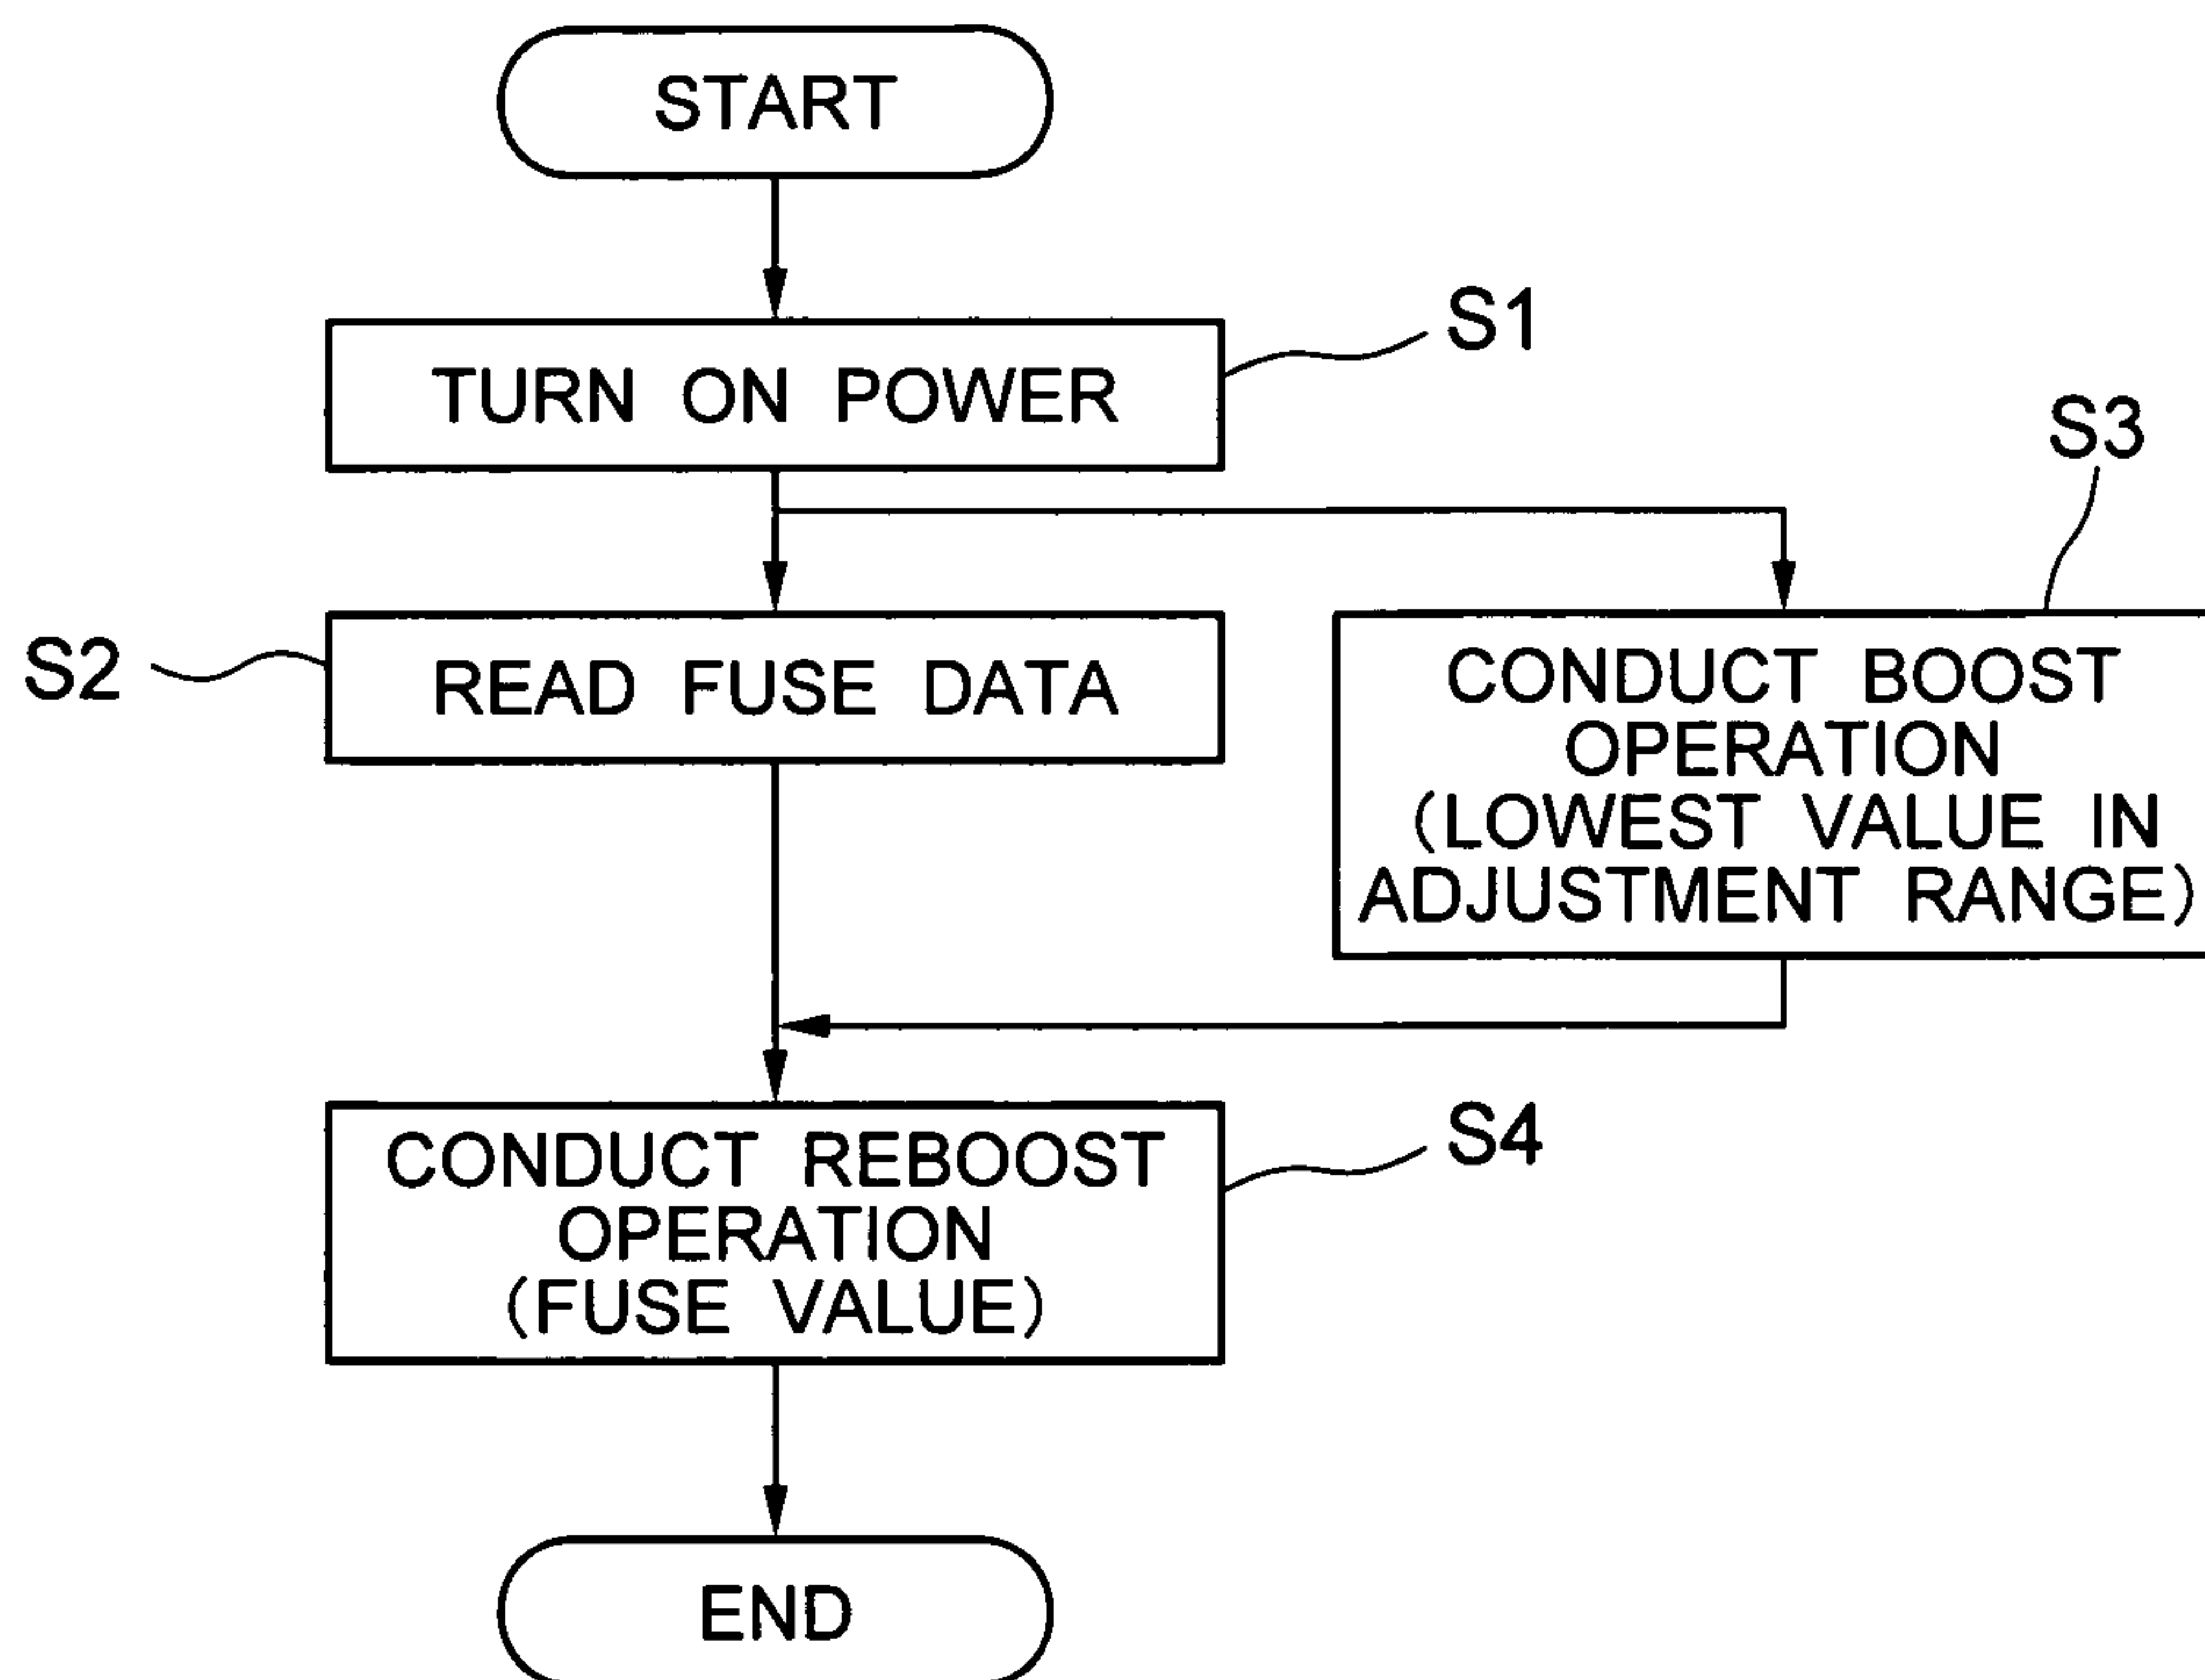 START
S1
TURN ON POWER
S3
S2
READ FUSE DATA
CONDUCT BOOST
OPERATION
(LOWEST VALUE IN
ADJUSTMENT RANGE)
S4
CONDUCT REBOOST
OPERATION
(FUSE VALUE)
END